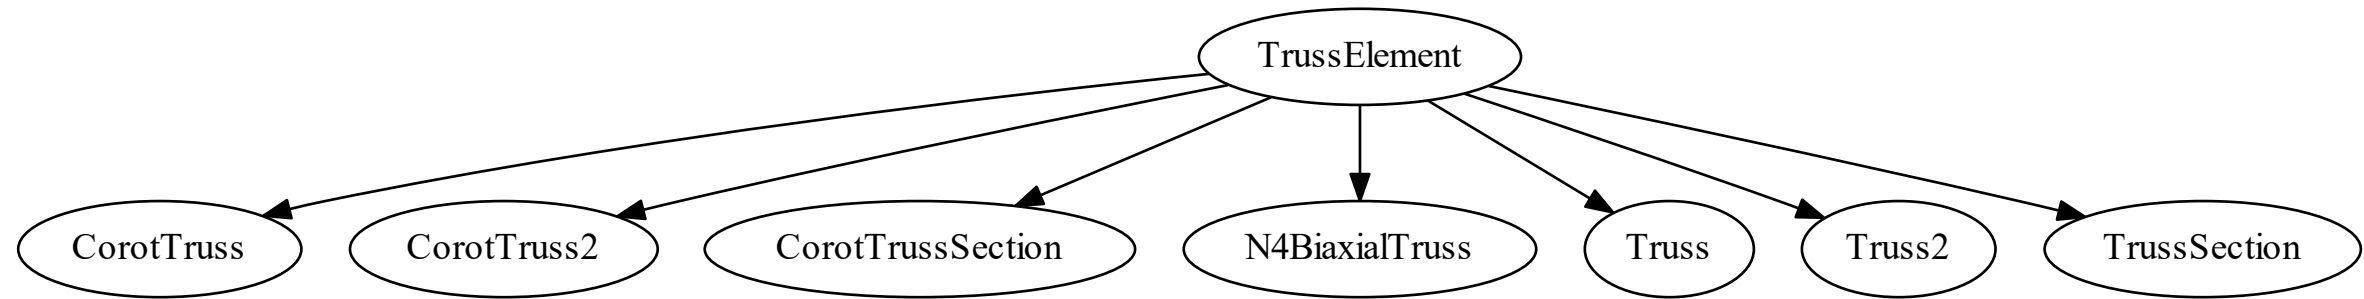 TrussElement
CorotTruss
CorotTruss2
CorotTrussSection
N4BiaxialTruss
Truss
Truss2
TrussSection